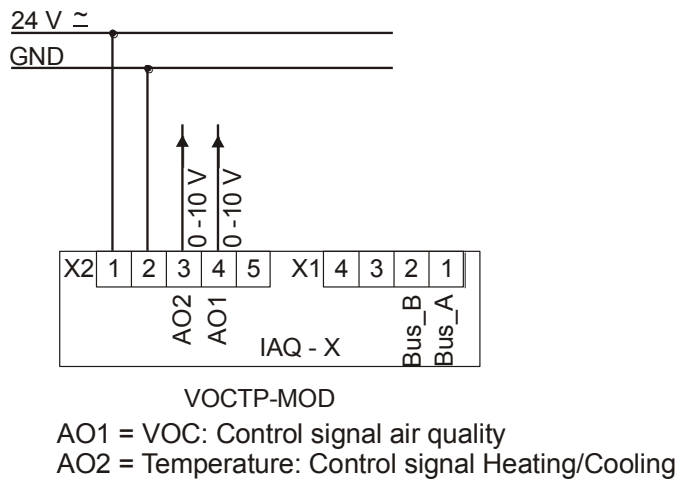 24 V ≃
GND
0 -10 V
0 -10 V
X2 1 2 3 4 5 X1 4 3 2 1
AO2
AO1
Bus_B
Bus_A
IAQ - X
VOCTP-MOD
AO1 = VOC: Control signal air quality
AO2 = Temperature: Control signal Heating/Cooling